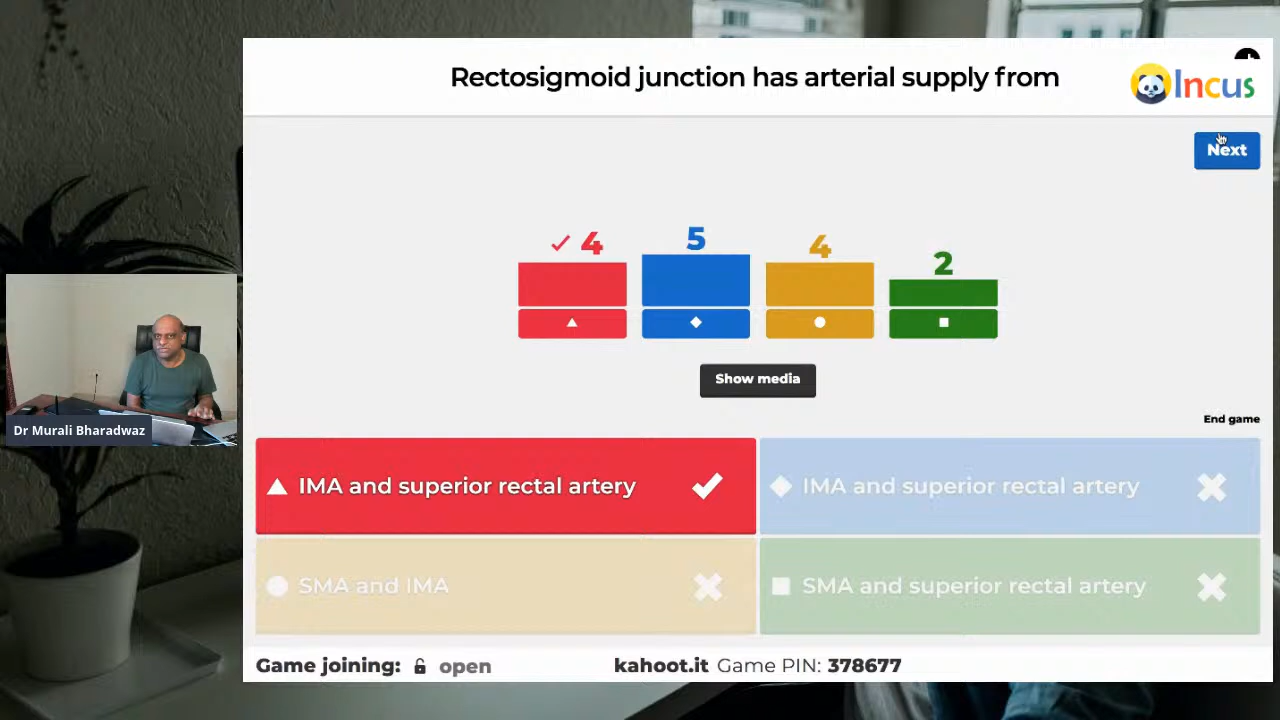 Rectosigmoid junction has arterial supply from
Incus
Next
4
5
4
2
Show media
Dr Murali Bharadwaz
End game
IMA and superior rectal artery
IMA and superior rectal artery
SMA and IMA
SMA and superior rectal artery
Game joining: open
kahoot.it Game PIN: 378677